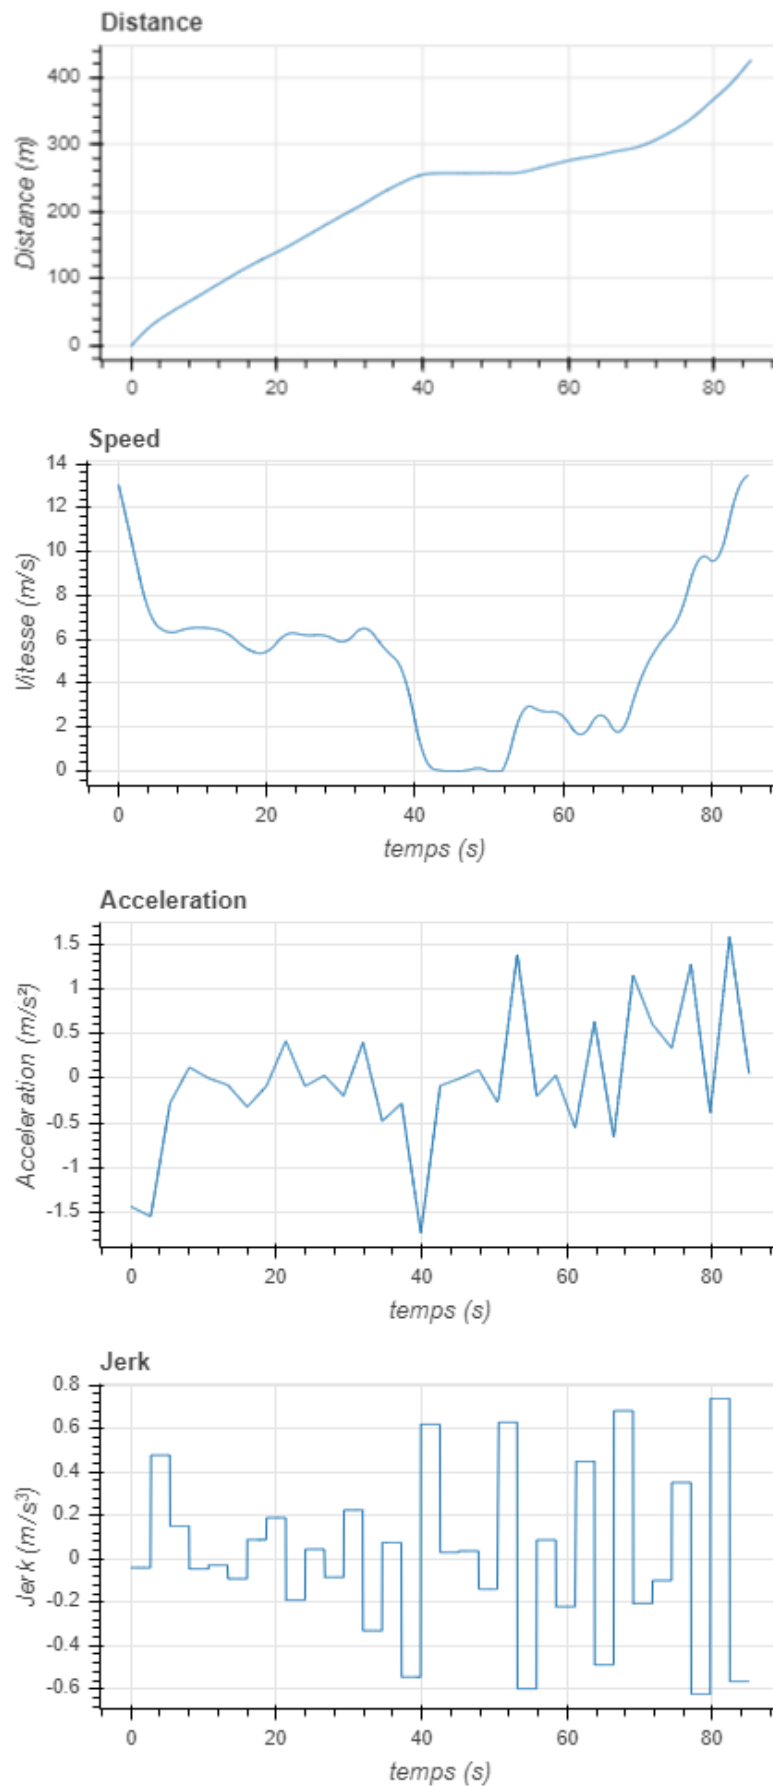 Distance
Distance (m)
400
300
200
100
0
0 20 40 60 80
Speed
Vitesse (m/s)
14
12
10
8
6
4
2
0
0 20 40 60 80
temps (s)
Acceleration
Acceleration (m/s²)
1.5
1
0.5
0
-0.5
-1
-1.5
0 20 40 60 80
temps (s)
Jerk
Jerk (m/s³)
0.8
0.6
0.4
0.2
0
-0.2
-0.4
-0.6
0 20 40 60 80
temps (s)